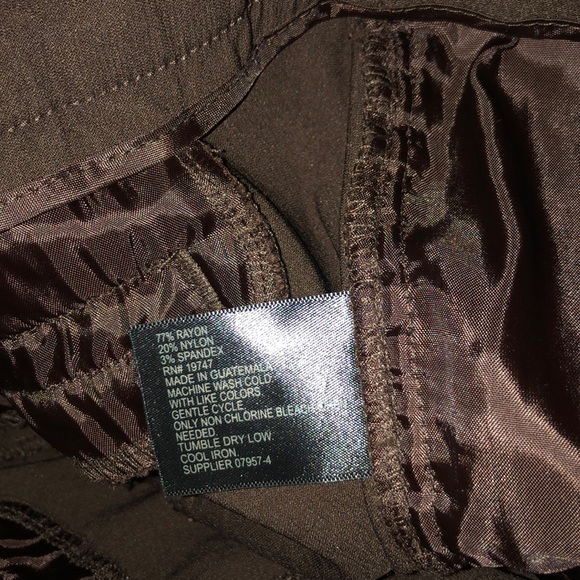 77% RAYON
20% NYLON
3% SPANDEX
RN# 19747
MADE IN GUATEMALA
MACHINE WASH COLD
WITH LIKE COLORS.
GENTLE CYCLE.
ONLY NON CHLORINE BLEACH
NEEDED.
TUMBLE DRY LOW.
COOL IRON.
SUPPLIER 07957-4